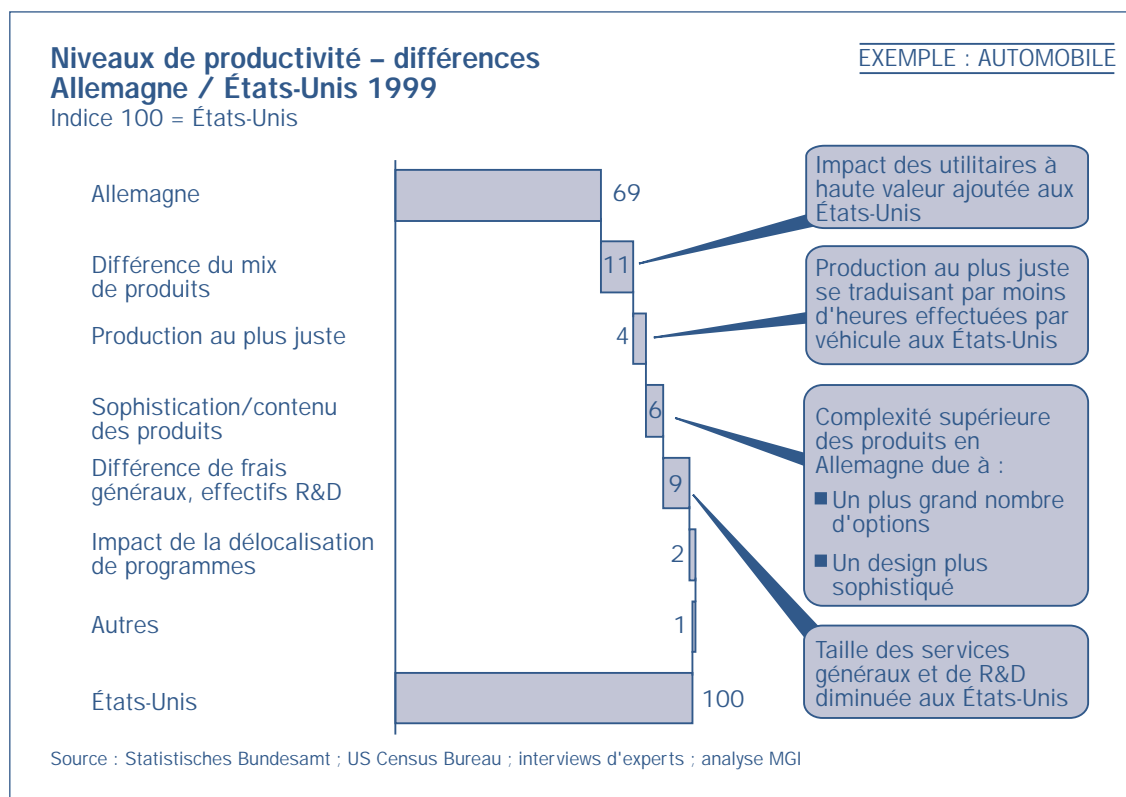 Niveaux de productivité – différences
Allemagne / États-Unis 1999
Indice 100 = États-Unis
EXEMPLE : AUTOMOBILE
Allemagne
69
Impact des utilitaires à
haute valeur ajoutée aux
États-Unis
Différence du mix
de produits
11
Production au plus juste
se traduisant par moins
d'heures effectuées par
véhicule aux États-Unis
Production au plus juste
4
Sophistication/contenu
des produits
6
Complexité supérieure
des produits en
Allemagne due à :
■ Un plus grand nombre
d'options
■ Un design plus
sophistiqué
Différence de frais
généraux, effectifs R&D
9
Impact de la délocalisation
de programmes
2
Autres
1
Taille des services
généraux et de R&D
diminuée aux États-Unis
États-Unis
100
Source : Statistisches Bundesamt ; US Census Bureau ; interviews d'experts ; analyse MGI